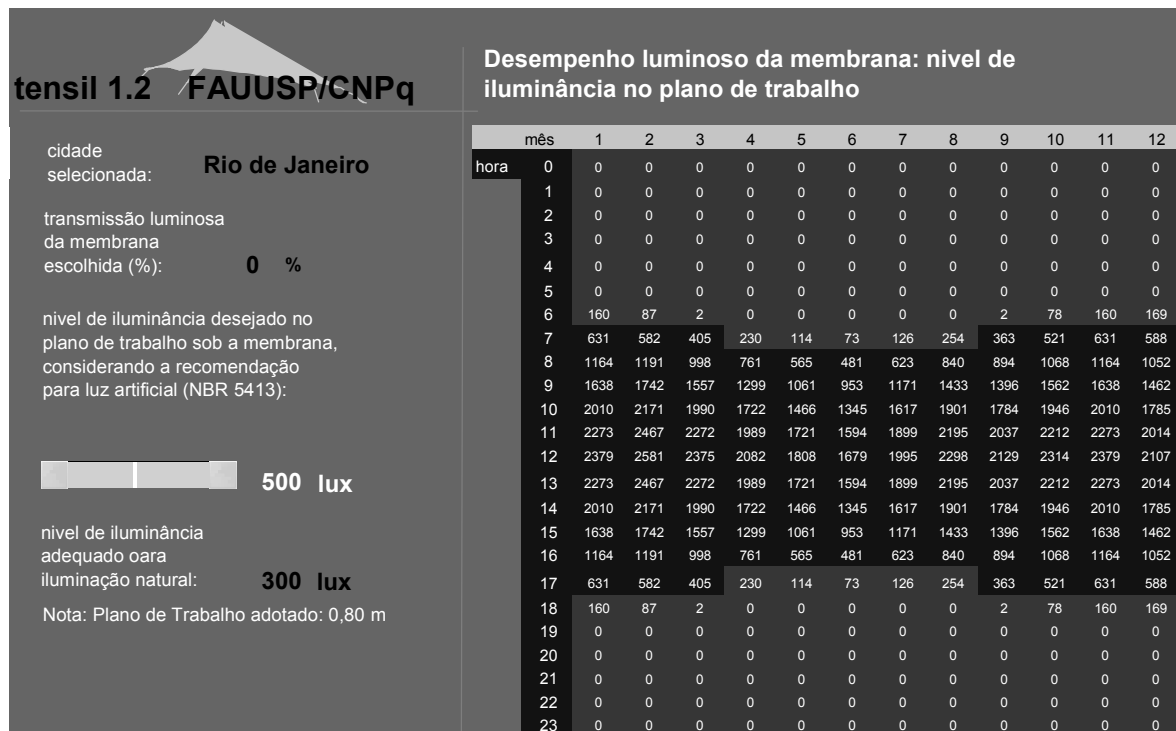 tensil 1.2 FAUUSP/CNPq
Desempenho luminoso da membrana: nivel de
iluminância no plano de trabalho
cidade
selecionada: Rio de Janeiro
transmissão luminosa
da membrana
escolhida (%): 0 %
nivel de iluminância desejado no
plano de trabalho sob a membrana,
considerando a recomendação
para luz artificial (NBR 5413):
500 lux
nivel de iluminância
adequado oara
iluminação natural: 300 lux
Nota: Plano de Trabalho adotado: 0,80 m
mês 1 2 3 4 5 6 7 8 9 10 11 12
hora 0 0 0 0 0 0 0 0 0 0 0 0 0
1 0 0 0 0 0 0 0 0 0 0 0 0
2 0 0 0 0 0 0 0 0 0 0 0 0
3 0 0 0 0 0 0 0 0 0 0 0 0
4 0 0 0 0 0 0 0 0 0 0 0 0
5 0 0 0 0 0 0 0 0 0 0 0 0
6 160 87 2 0 0 0 0 0 2 78 160 169
7 631 582 405 230 114 73 126 254 363 521 631 588
8 1164 1191 998 761 565 481 623 840 894 1068 1164 1052
9 1638 1742 1557 1299 1061 953 1171 1433 1396 1562 1638 1462
10 2010 2171 1990 1722 1466 1345 1617 1901 1784 1946 2010 1785
11 2273 2467 2272 1989 1721 1594 1899 2195 2037 2212 2273 2014
12 2379 2581 2375 2082 1808 1679 1995 2298 2129 2314 2379 2107
13 2273 2467 2272 1989 1721 1594 1899 2195 2037 2212 2273 2014
14 2010 2171 1990 1722 1466 1345 1617 1901 1784 1946 2010 1785
15 1638 1742 1557 1299 1061 953 1171 1433 1396 1562 1638 1462
16 1164 1191 998 761 565 481 623 840 894 1068 1164 1052
17 631 582 405 230 114 73 126 254 363 521 631 588
18 160 87 2 0 0 0 0 0 2 78 160 169
19 0 0 0 0 0 0 0 0 0 0 0 0
20 0 0 0 0 0 0 0 0 0 0 0 0
21 0 0 0 0 0 0 0 0 0 0 0 0
22 0 0 0 0 0 0 0 0 0 0 0 0
23 0 0 0 0 0 0 0 0 0 0 0 0